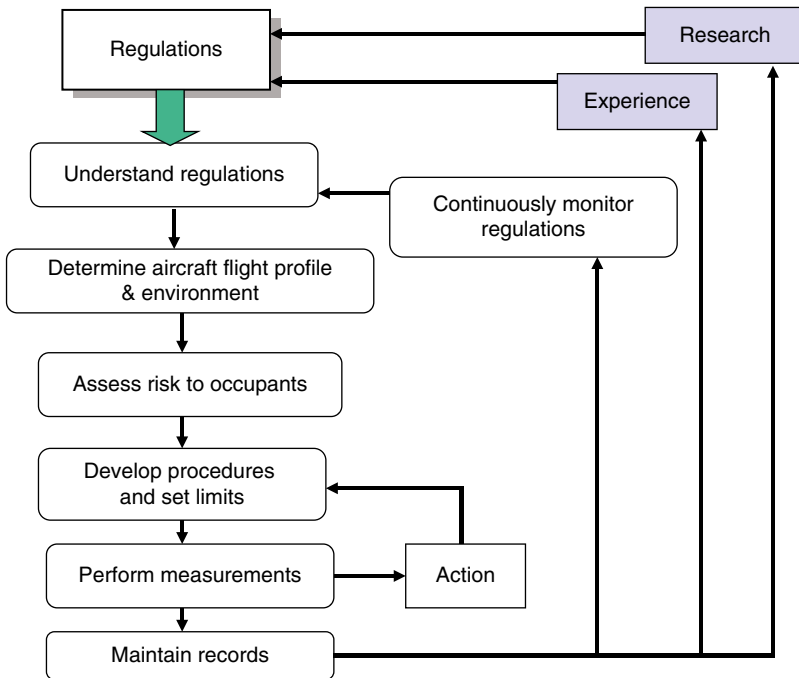 Regulations
Research
Experience
Understand regulations
Continuously monitor
regulations
Determine aircraft flight profile
& environment
Assess risk to occupants
Develop procedures
and set limits
Perform measurements
Action
Maintain records